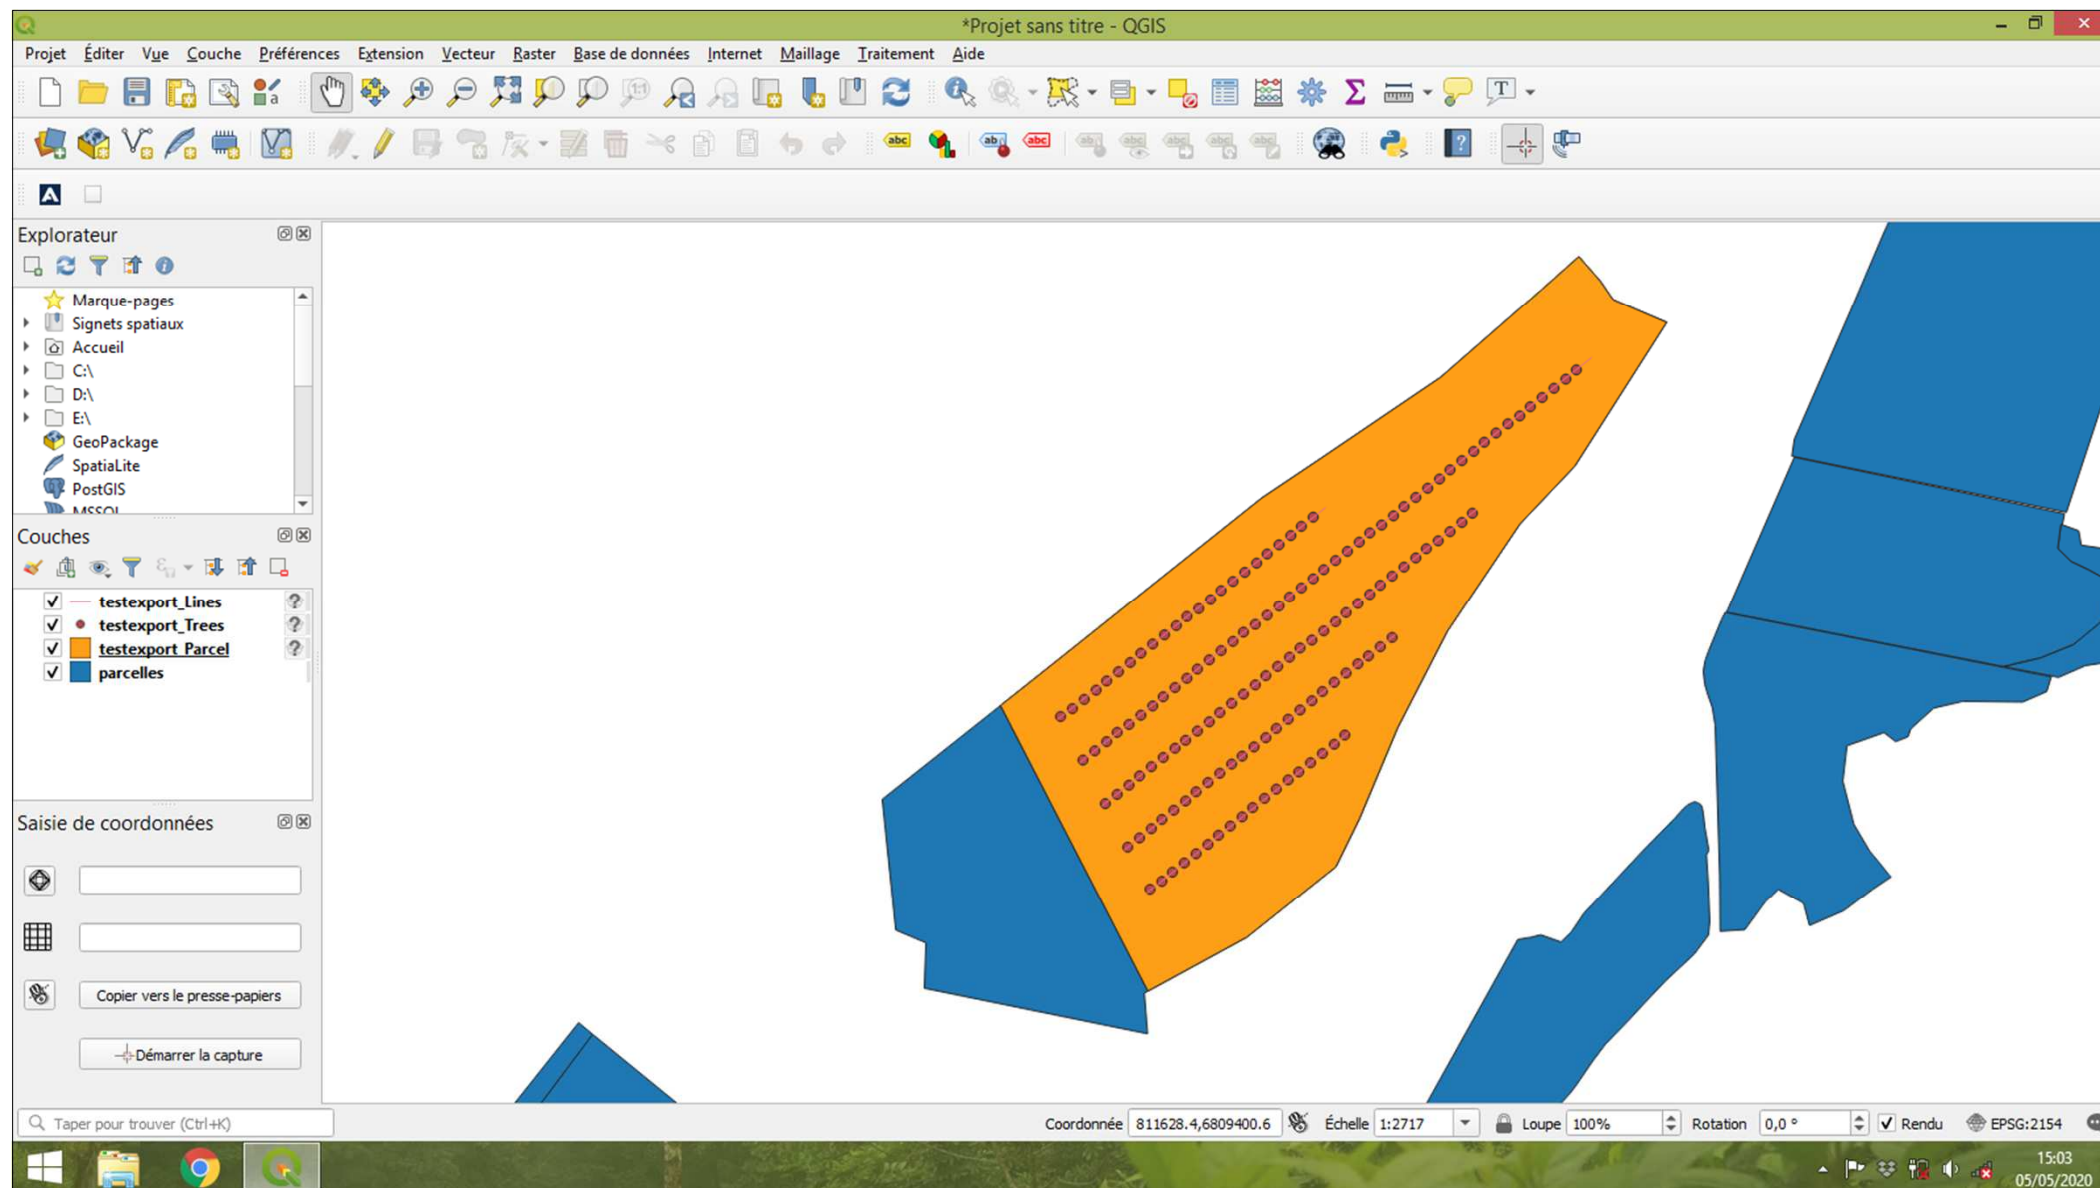 *Projet sans titre - QGIS
Projet Éditer Vue Couche Préférences Extension Vecteur Raster Base de données Internet Maillage Traitement Aide
Explorateur
Marque-pages
Signets spatiaux
Accueil
C:\
D:\
E:\
GeoPackage
SpatiaLite
PostGIS
MSSQL
Couches
testexport_Lines
testexport_Trees
testexport_Parcel
parcelles
Saisie de coordonnées
Copier vers le presse-papiers
Démarrer la capture
Taper pour trouver (Ctrl+K)
Coordonnée 811628.4,6809400.6 Échelle 1:2717 Loupe 100% Rotation 0,0 ° Rendu EPSG:2154
15:03
05/05/2020